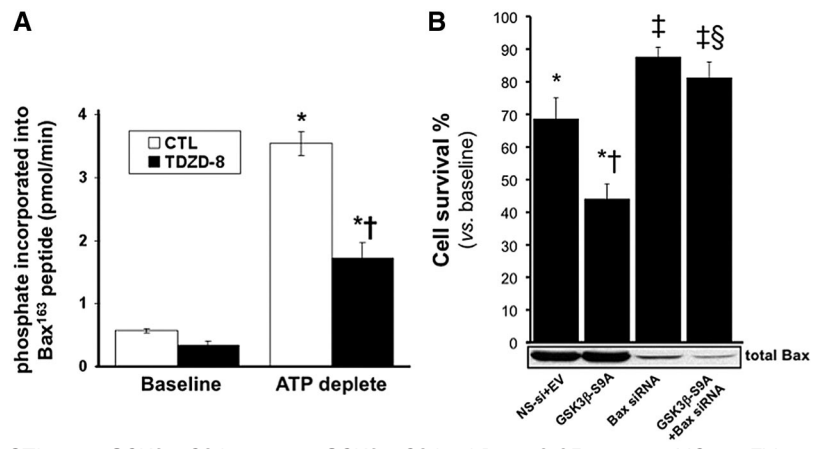 A
phosphate incorporated into
Bax¹⁶³ peptide (pmol/min)
4
3
2
1
0
CTL
TDZD-8
*
*†
Baseline
ATP deplete
B
Cell survival %
(vs. baseline)
100
90
80
70
60
50
40
30
20
10
0
*
*†
‡
‡§
total Bax
NS-si+EV
GSK3β-S9A
Bax siRNA
GSK3β-S9A
+Bax siRNA